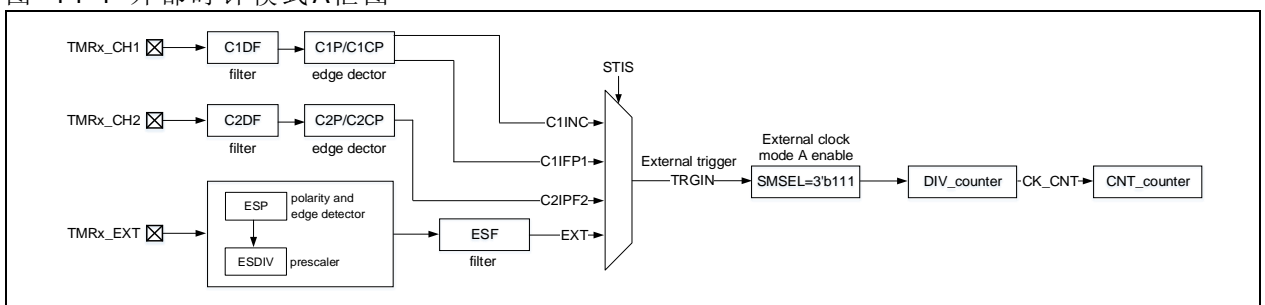 TMRx_CH1
C1DF
C1P/C1CP
filter
edge dector
STIS
TMRx_CH2
C2DF
C2P/C2CP
filter
edge dector
C1INC
C1IFP1
C2IPF2
EXT
External trigger
TRGIN
External clock
mode A enable
SMSEL=3'b111
DIV_counter
CK_CNT
CNT_counter
TMRx_EXT
ESP
polarity and
edge detector
ESDIV
prescaler
ESF
filter